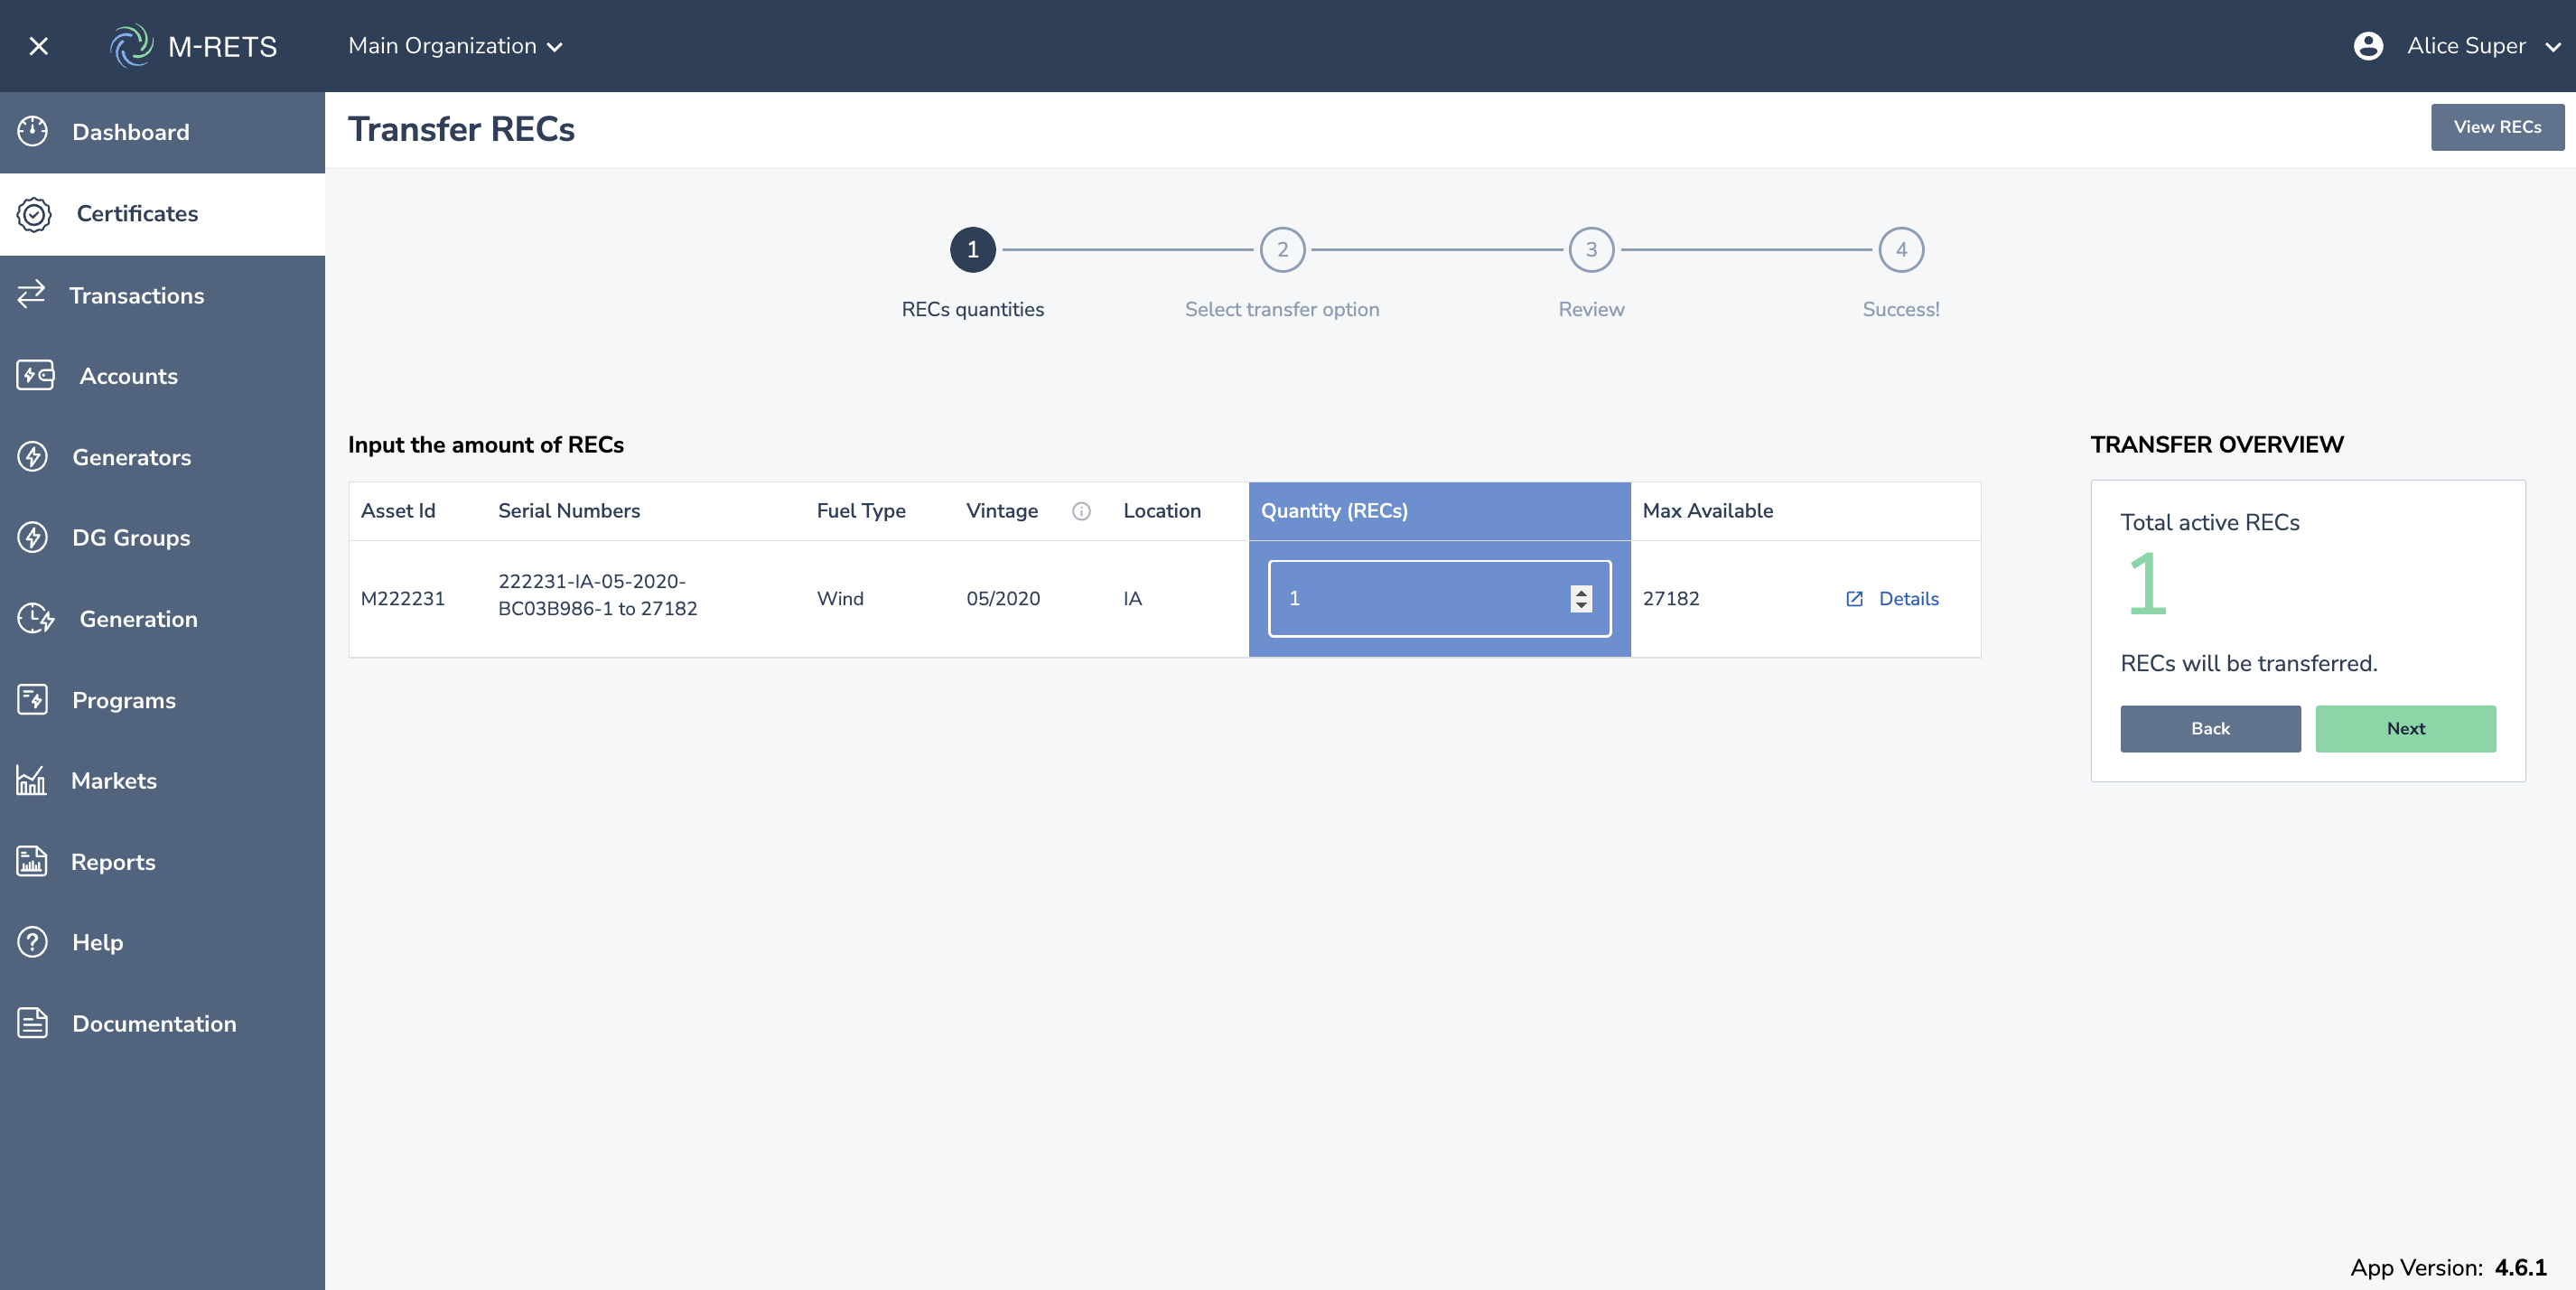 M-RETS
Main Organization
Alice Super
Dashboard
Certificates
Transactions
Accounts
Generators
DG Groups
Generation
Programs
Markets
Reports
Help
Documentation
Transfer RECs
View RECs
1
2
3
4
RECs quantities
Select transfer option
Review
Success!
Input the amount of RECs
Asset Id Serial Numbers Fuel Type Vintage Location Quantity (RECs) Max Available
M222231
222231-IA-05-2020-
BC03B986-1 to 27182
Wind
05/2020
IA
1
27182
Details
TRANSFER OVERVIEW
Total active RECs
1
RECs will be transferred.
Back
Next
App Version: 4.6.1